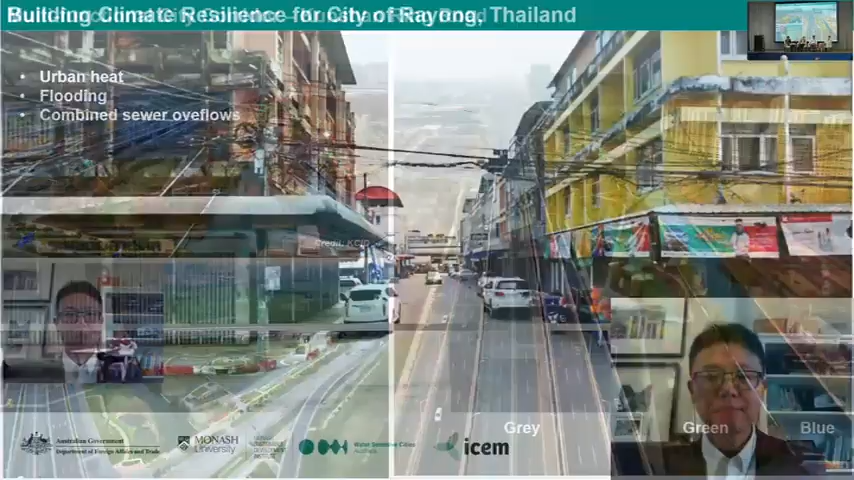 Building Climate Resilience for City of Rayong, Thailand
• Urban heat
• Flooding
• Combined sewer oveflows
Credit: KCID
Grey
Green
Blue
Australian Government
Department of Foreign Affairs and Trade
MONASH
University
Water Sensitive Cities
Australia
icem